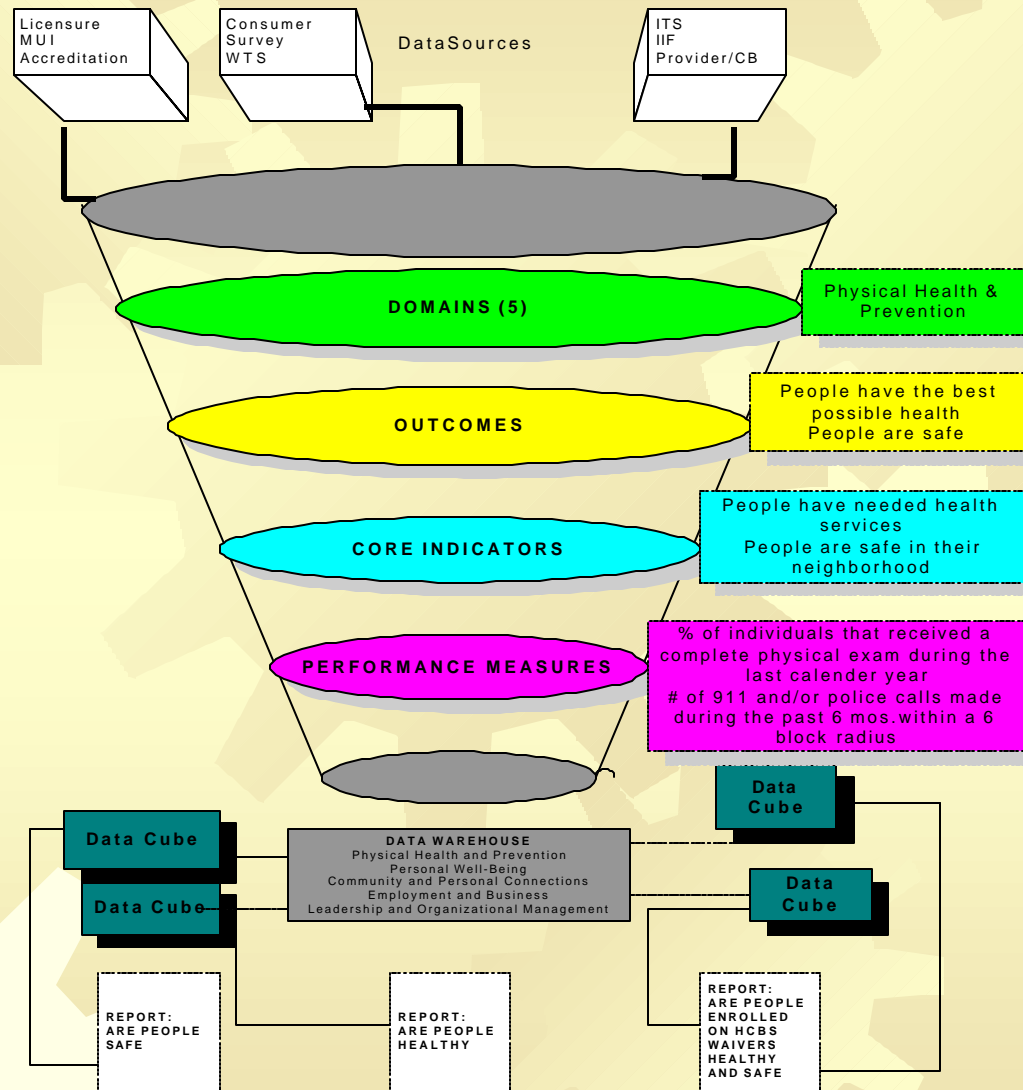 Licensure
MUI
Accreditation
Consumer
Survey
WTS
DataSources
ITS
IIF
Provider/CB
DOMAINS (5)
Physical Health &
Prevention
OUTCOMES
People have the best
possible health
People are safe
CORE INDICATORS
People have needed health
services
People are safe in their
neighborhood
PERFORMANCE MEASURES
% of individuals that received a
complete physical exam during the
last calender year
# of 911 and/or police calls made
during the past 6 mos.within a 6
block radius
Data
Cube
Data Cube
DATA WAREHOUSE
Physical Health and Prevention
Personal Well-Being
Community and Personal Connections
Employment and Business
Leadership and Organizational Management
Data Cube
Data
Cube
REPORT:
ARE PEOPLE
SAFE
REPORT:
ARE PEOPLE
HEALTHY
REPORT:
ARE PEOPLE
ENROLLED
ON HCBS
WAIVERS
HEALTHY
AND SAFE